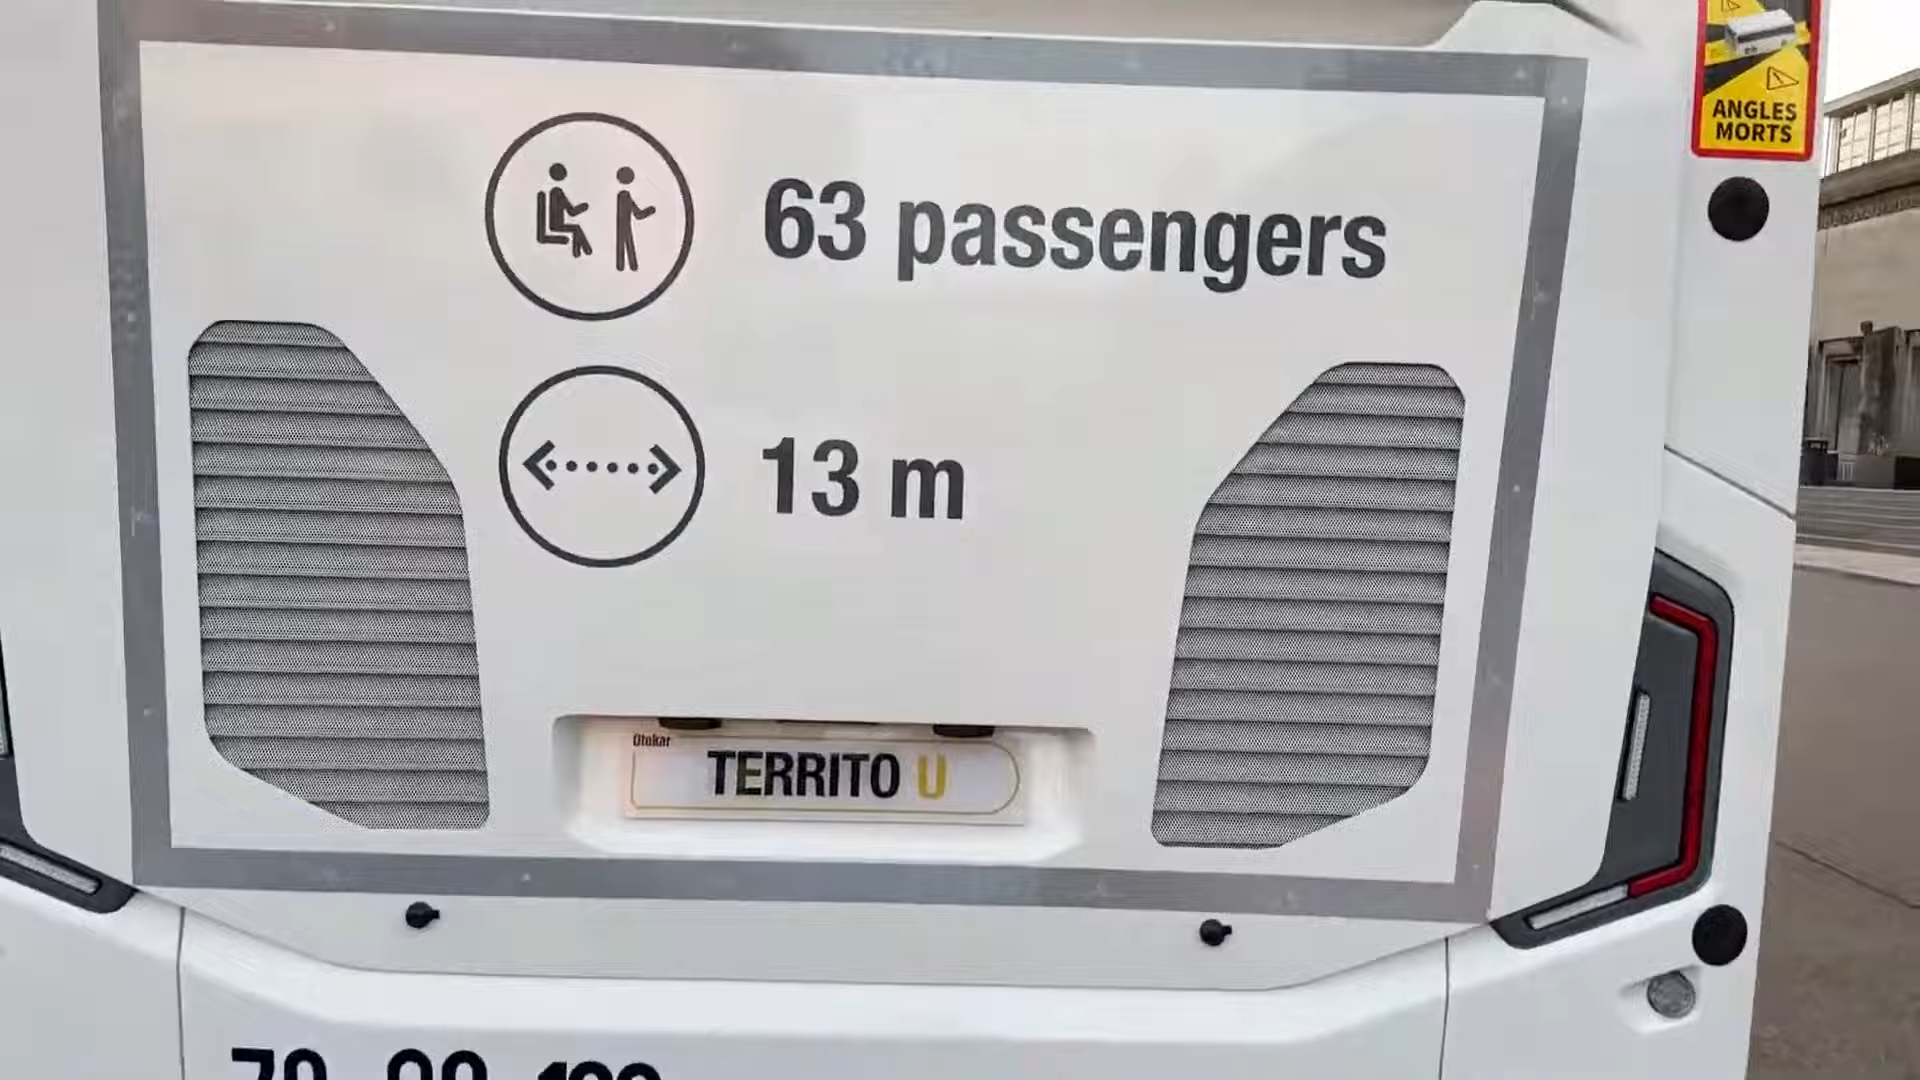 ANGLES
MORTS
63 passengers
13 m
Otokar
TERRITO U